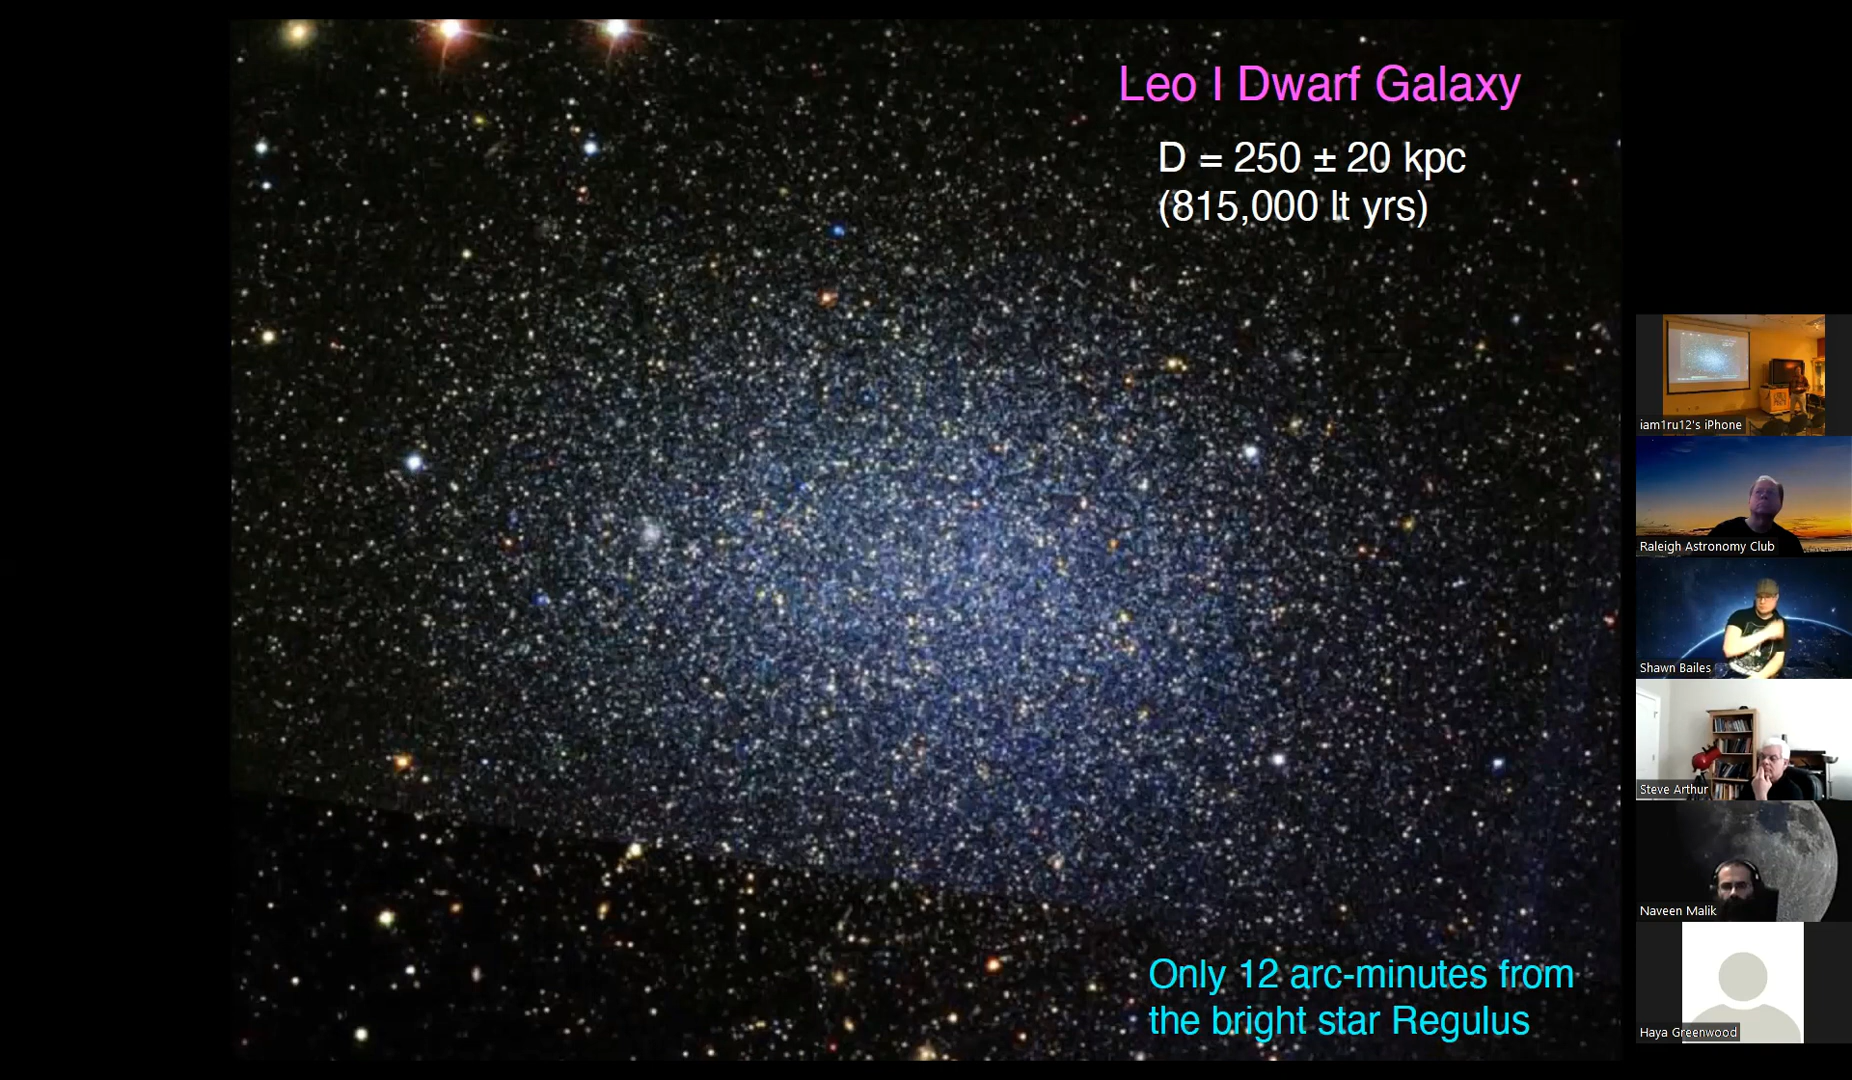 Leo I Dwarf Galaxy
D = 250 ± 20 kpc
(815,000 lt yrs)
Only 12 arc-minutes from
the bright star Regulus
iam1ru12's iPhone
Raleigh Astronomy Club
Shawn Bailes
Steve Arthur
Naveen Malik
Haya Greenwood